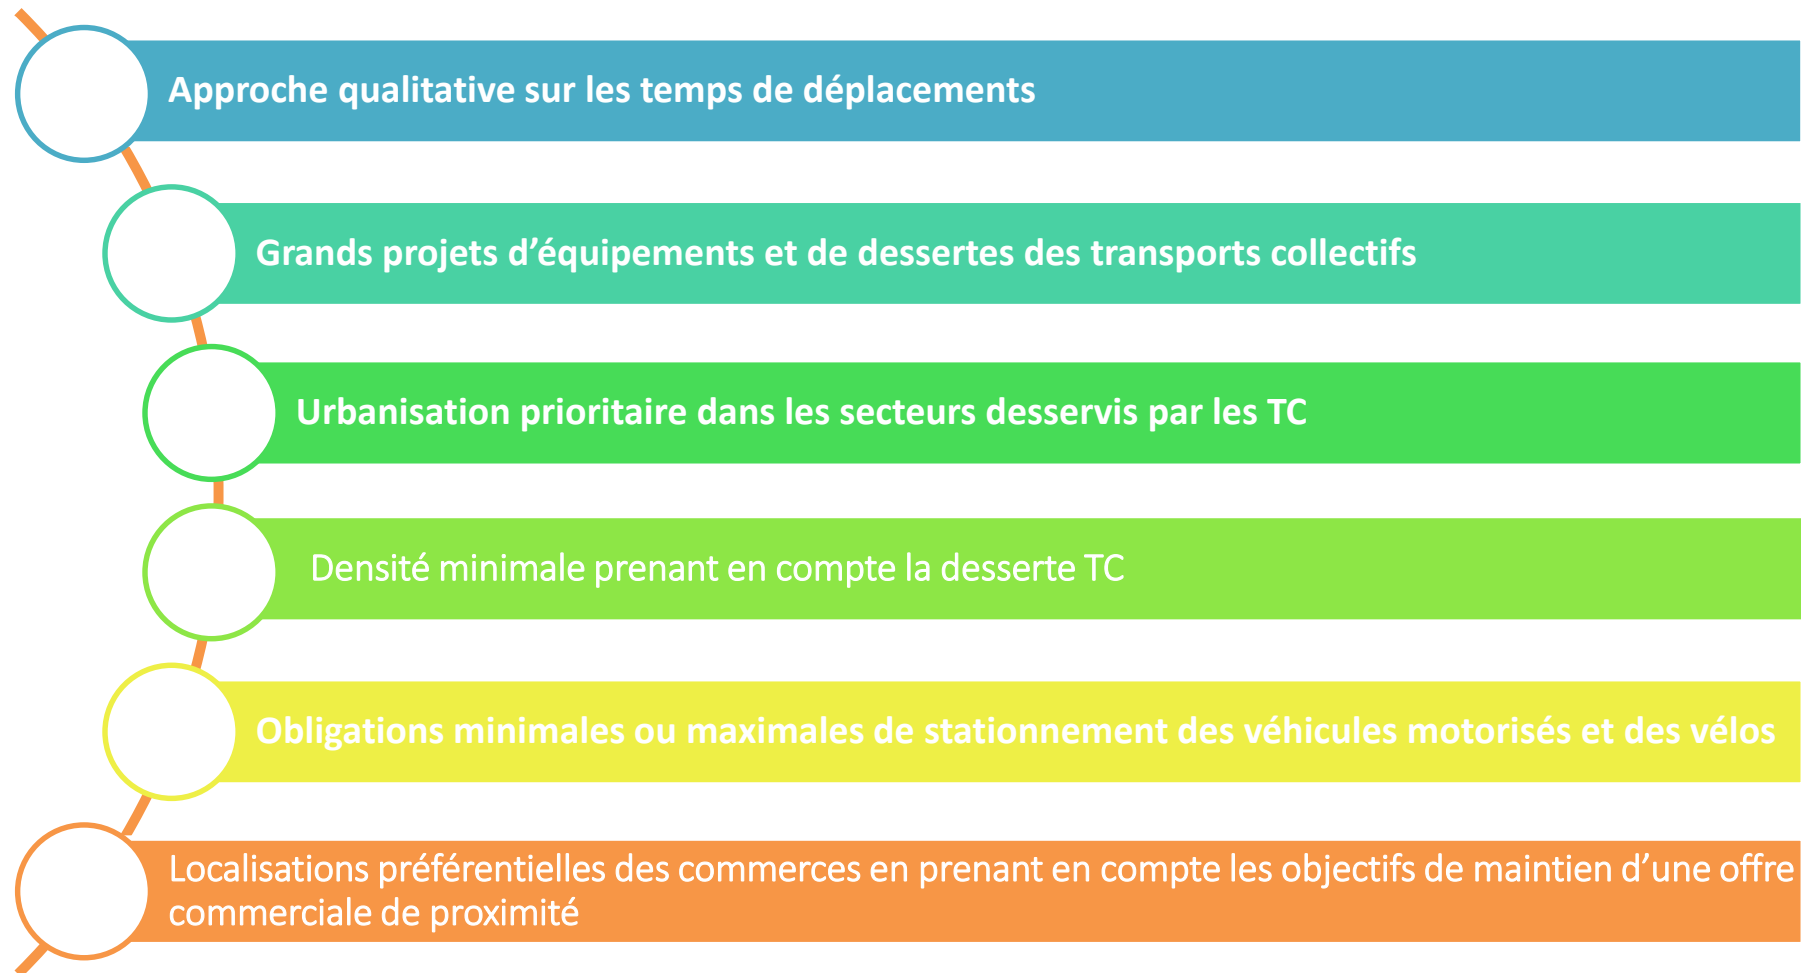 Approche qualitative sur les temps de déplacements
Grands projets d’équipements et de dessertes des transports collectifs
Urbanisation prioritaire dans les secteurs desservis par les TC
Densité minimale prenant en compte la desserte TC
Obligations minimales ou maximales de stationnement des véhicules motorisés et des vélos
Localisations préférentielles des commerces en prenant en compte les objectifs de maintien d’une offre
commerciale de proximité